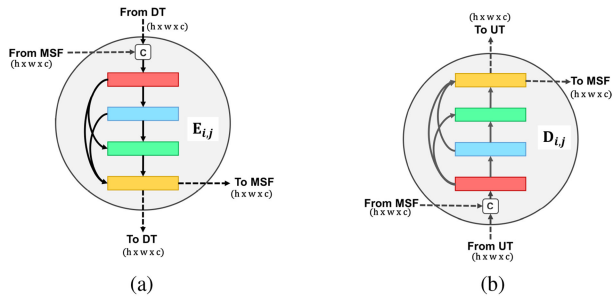 From DT
(h x w x c)
From MSF
(h x w x c)
C
E_{i,j}
To MSF
(h x w x c)
To DT
(h x w x c)
(a)
(h x w x c)
To UT
To MSF
(h x w x c)
D_{i,j}
From MSF
(h x w x c)
C
From UT
(h x w x c)
(b)